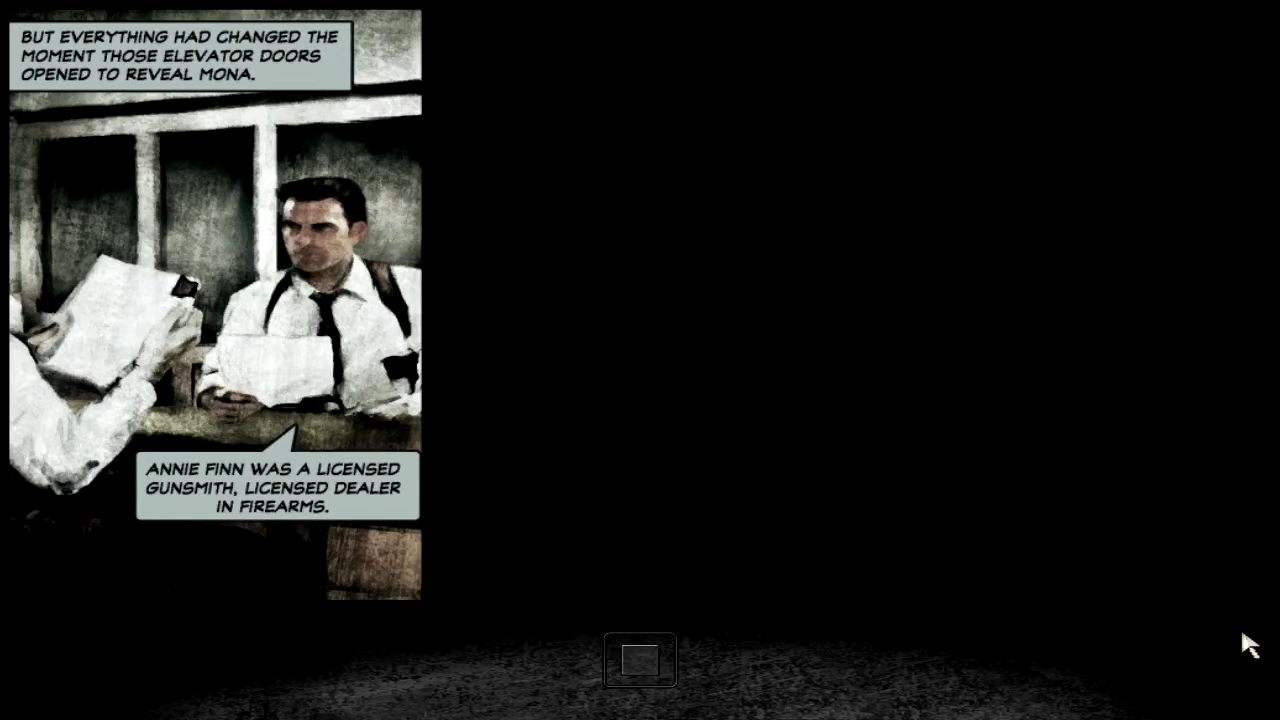 BUT EVERYTHING HAD CHANGED THE
MOMENT THOSE ELEVATOR DOORS
OPENED TO REVEAL MONA.
ANNIE FINN WAS A LICENSED
GUNSMITH, LICENSED DEALER
IN FIREARMS.